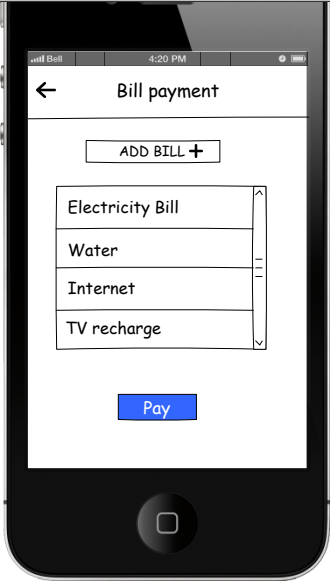 Bell 4:20 PM
Bill payment
ADD BILL+
Electricity Bill
Water
Internet
TV recharge
Pay